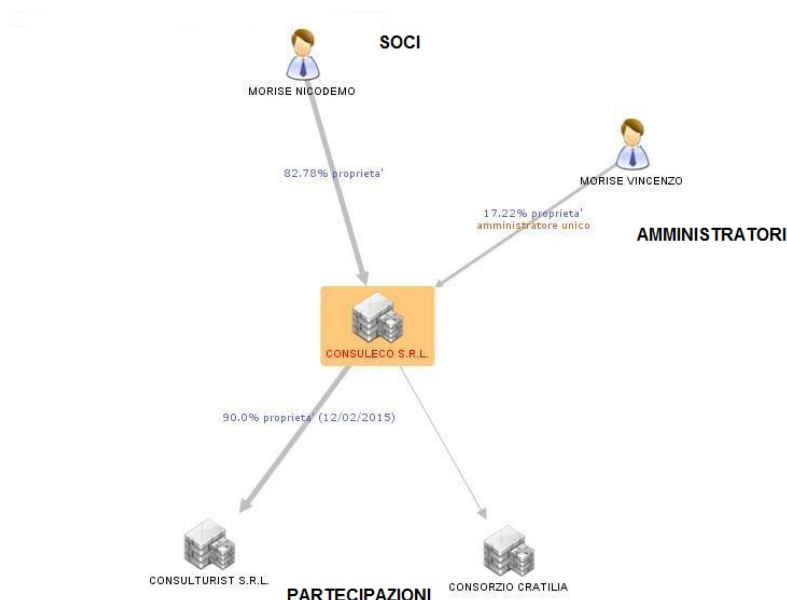 SOCI
MORISE NICODEMO
82.78% proprieta'
MORISE VINCENZO
17.22% proprieta'
amministratore unico
AMMINISTRATORI
CONSULECO S.R.L.
90.0% proprieta' (12/02/2015)
CONSULTURIST S.R.L.
PARTECIPAZIONI
CONSORZIO CRATILIA